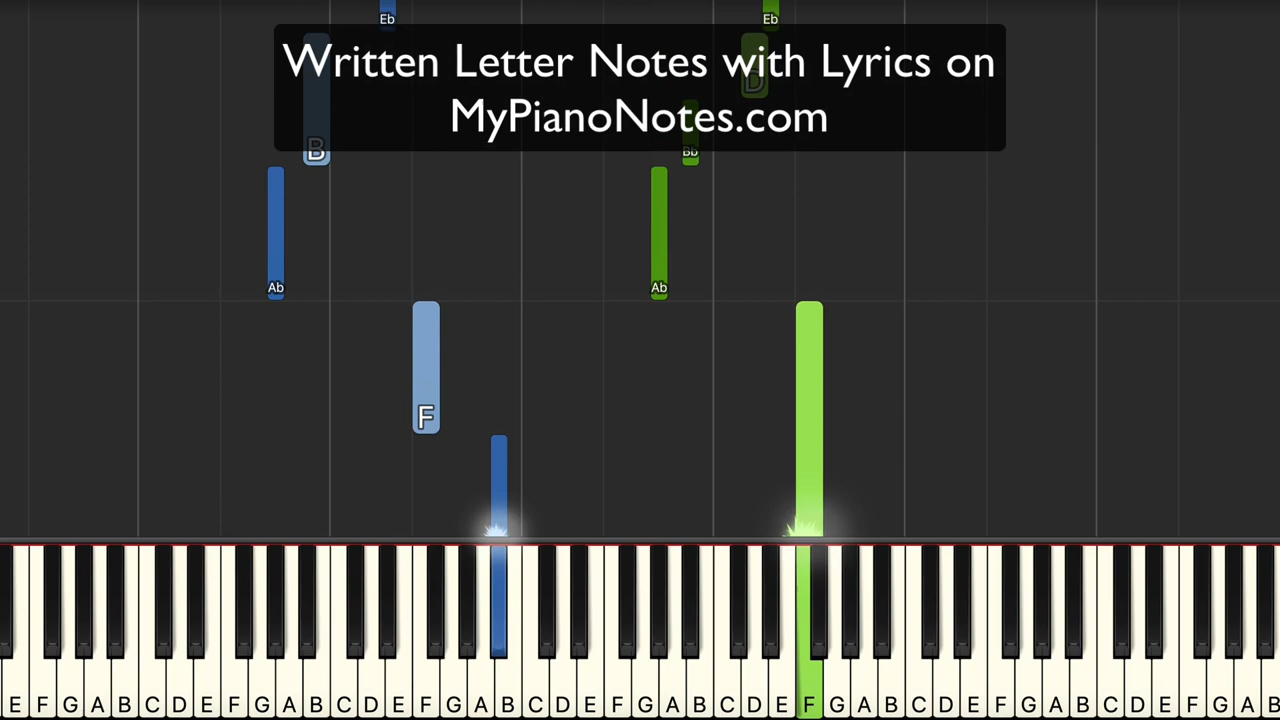 Eb Eb
Written Letter Notes with Lyrics on
D
MyPianoNotes.com
B Bb
Ab Ab
F
E F G A B C D E F G A B C D E F G A B C D E F G A B C D E F G A B C D E F G A B C D E F G A B